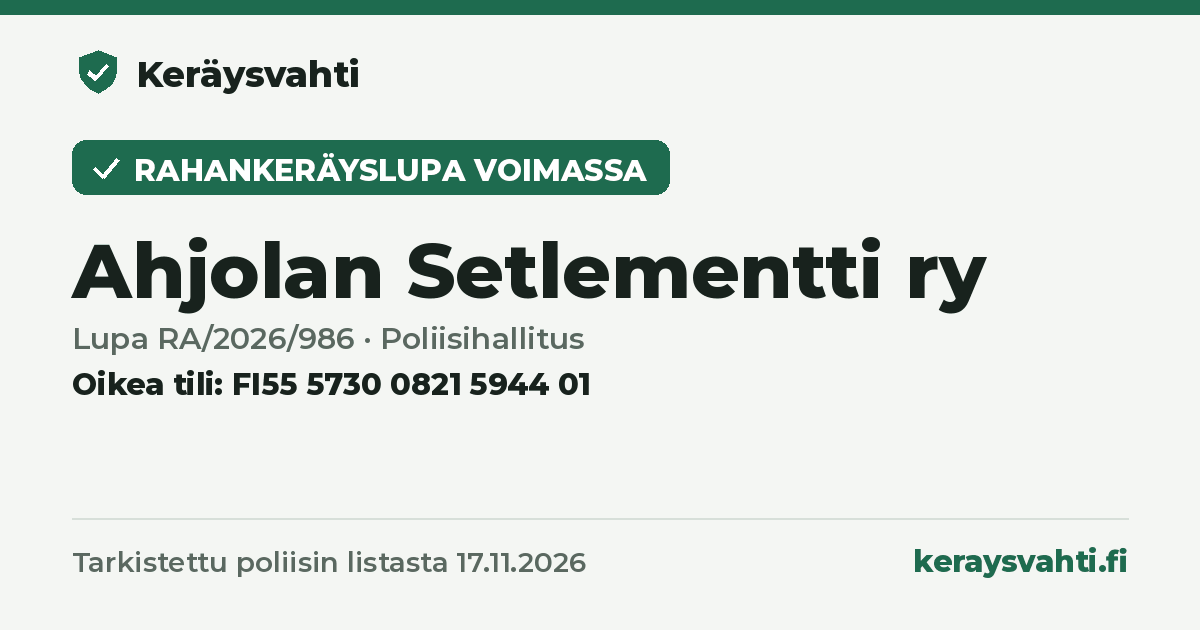 Keräysvahti
RAHANKERÄYSLUPA VOIMASSA
Ahjolan Setlementti ry
Lupa RA/2026/986 · Poliisihallitus
Oikea tili: FI55 5730 0821 5944 01
Tarkistettu poliisin listasta 17.11.2026
keraysvahti.fi